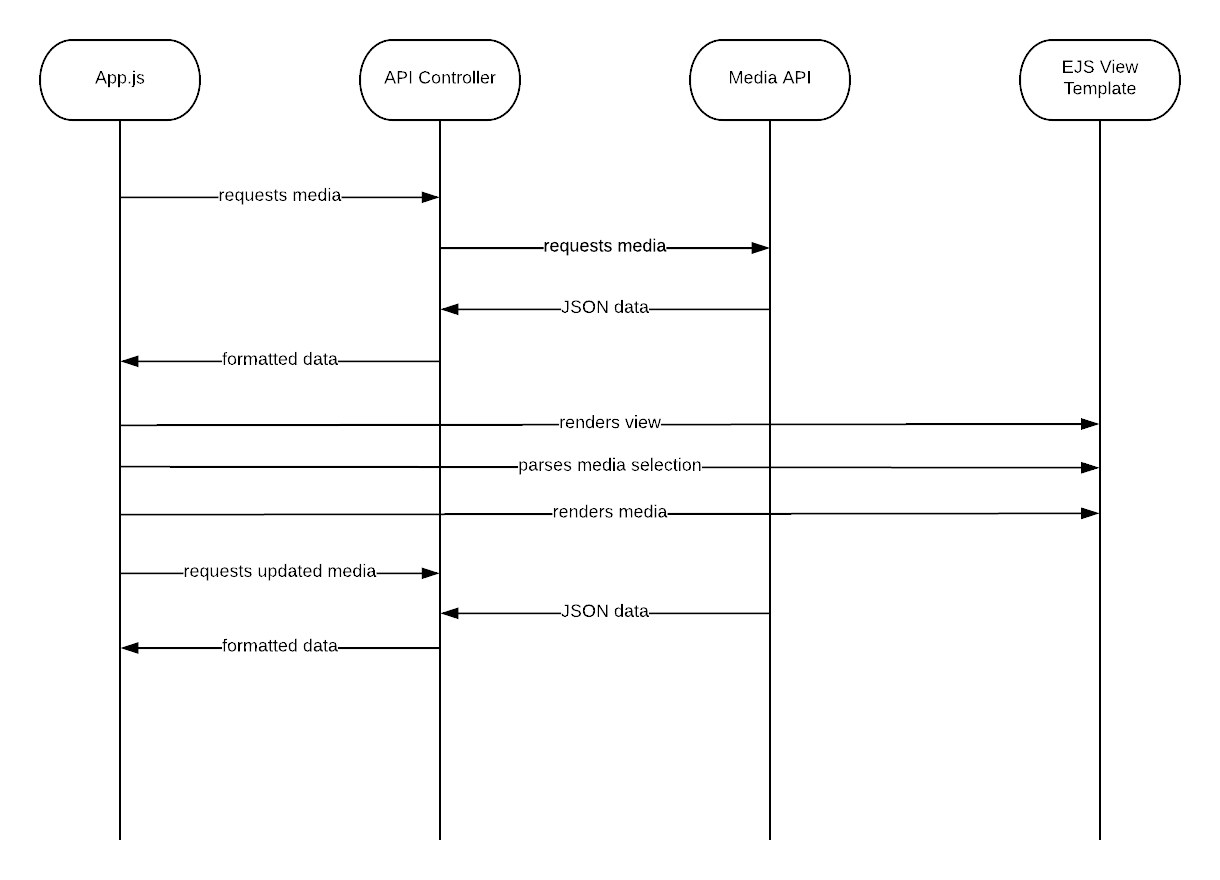 App.js
API Controller
Media API
EJS View
Template
requests media
requests media
JSON data
formatted data
renders view
parses media selection
renders media
requests updated media
JSON data
formatted data